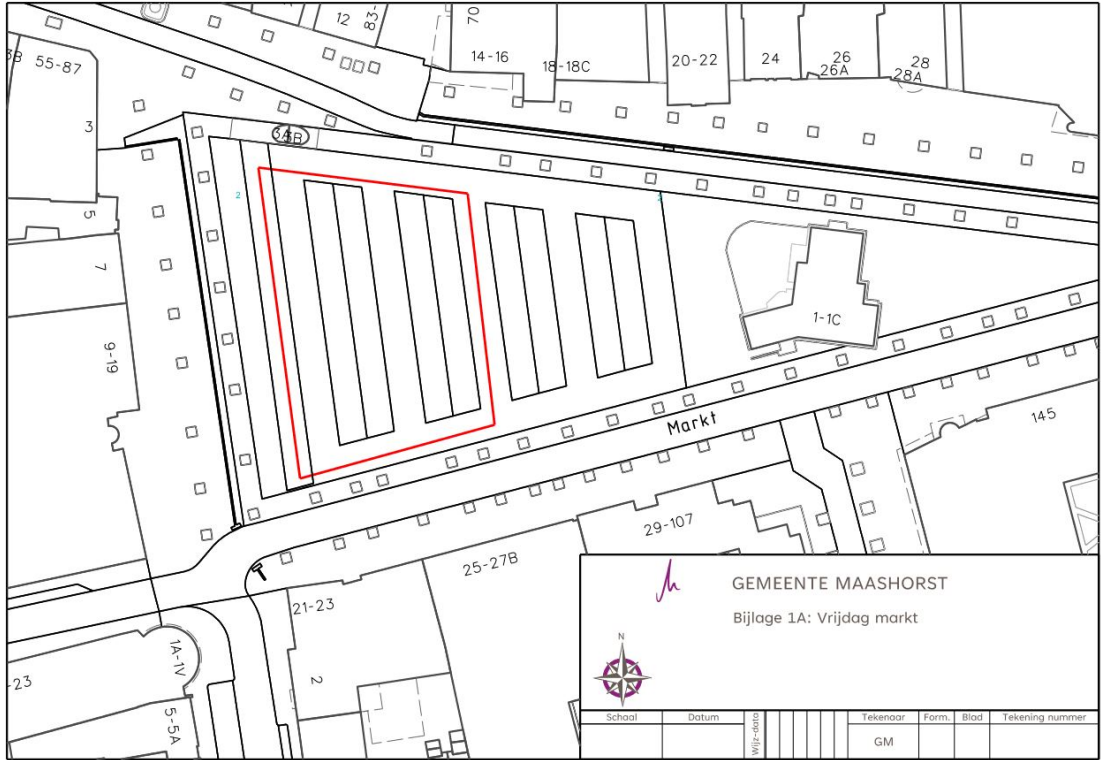 12
83-
70
14-16
18-18C
20-22
24
26
26A
28
28A
3B
55-87
3
5
7
9-19
2
2
1-1C
Markt
145
29-107
25-27B
21-23
2
1A-1V
-23
5-5A
GEMEENTE MAASHORST
Bijlage 1A: Vrijdag markt
N
Schaal Datum Wijz-data Tekenaar Form. Blad Tekening nummer
GM